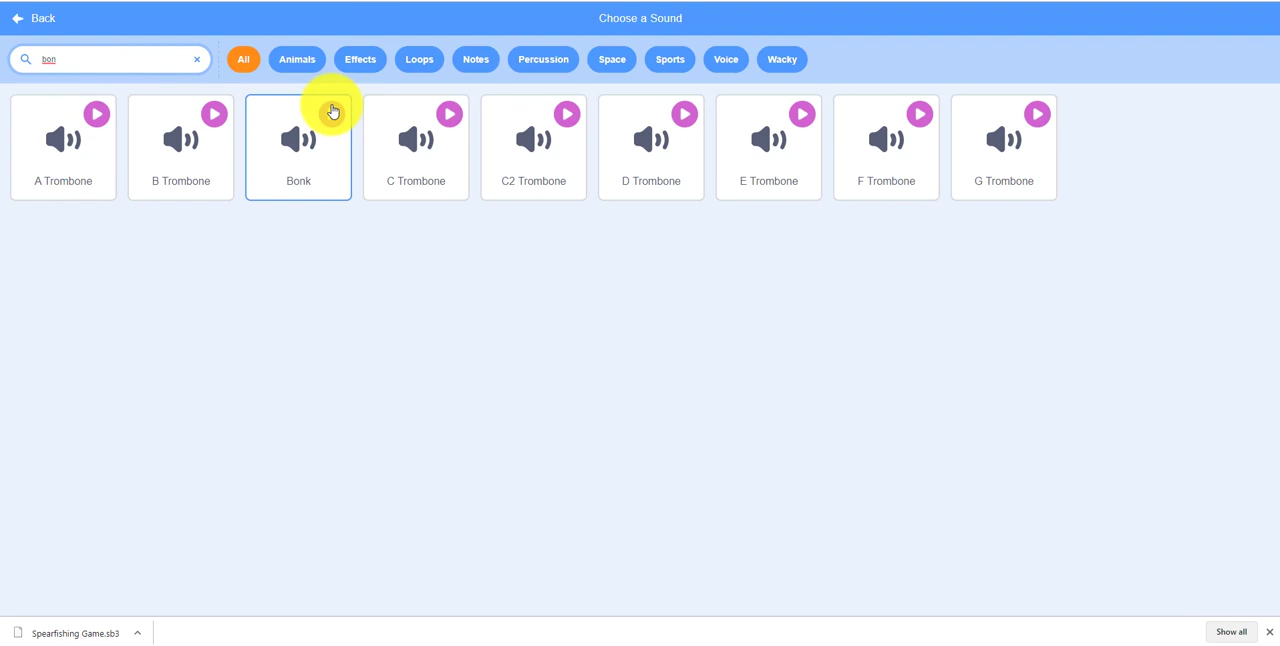 Back
Choose a Sound
bon
All
Animals
Effects
Loops
Notes
Percussion
Space
Sports
Voice
Wacky
A Trombone
B Trombone
Bonk
C Trombone
C2 Trombone
D Trombone
E Trombone
F Trombone
G Trombone
Spearfishing Game.sb3
Show all